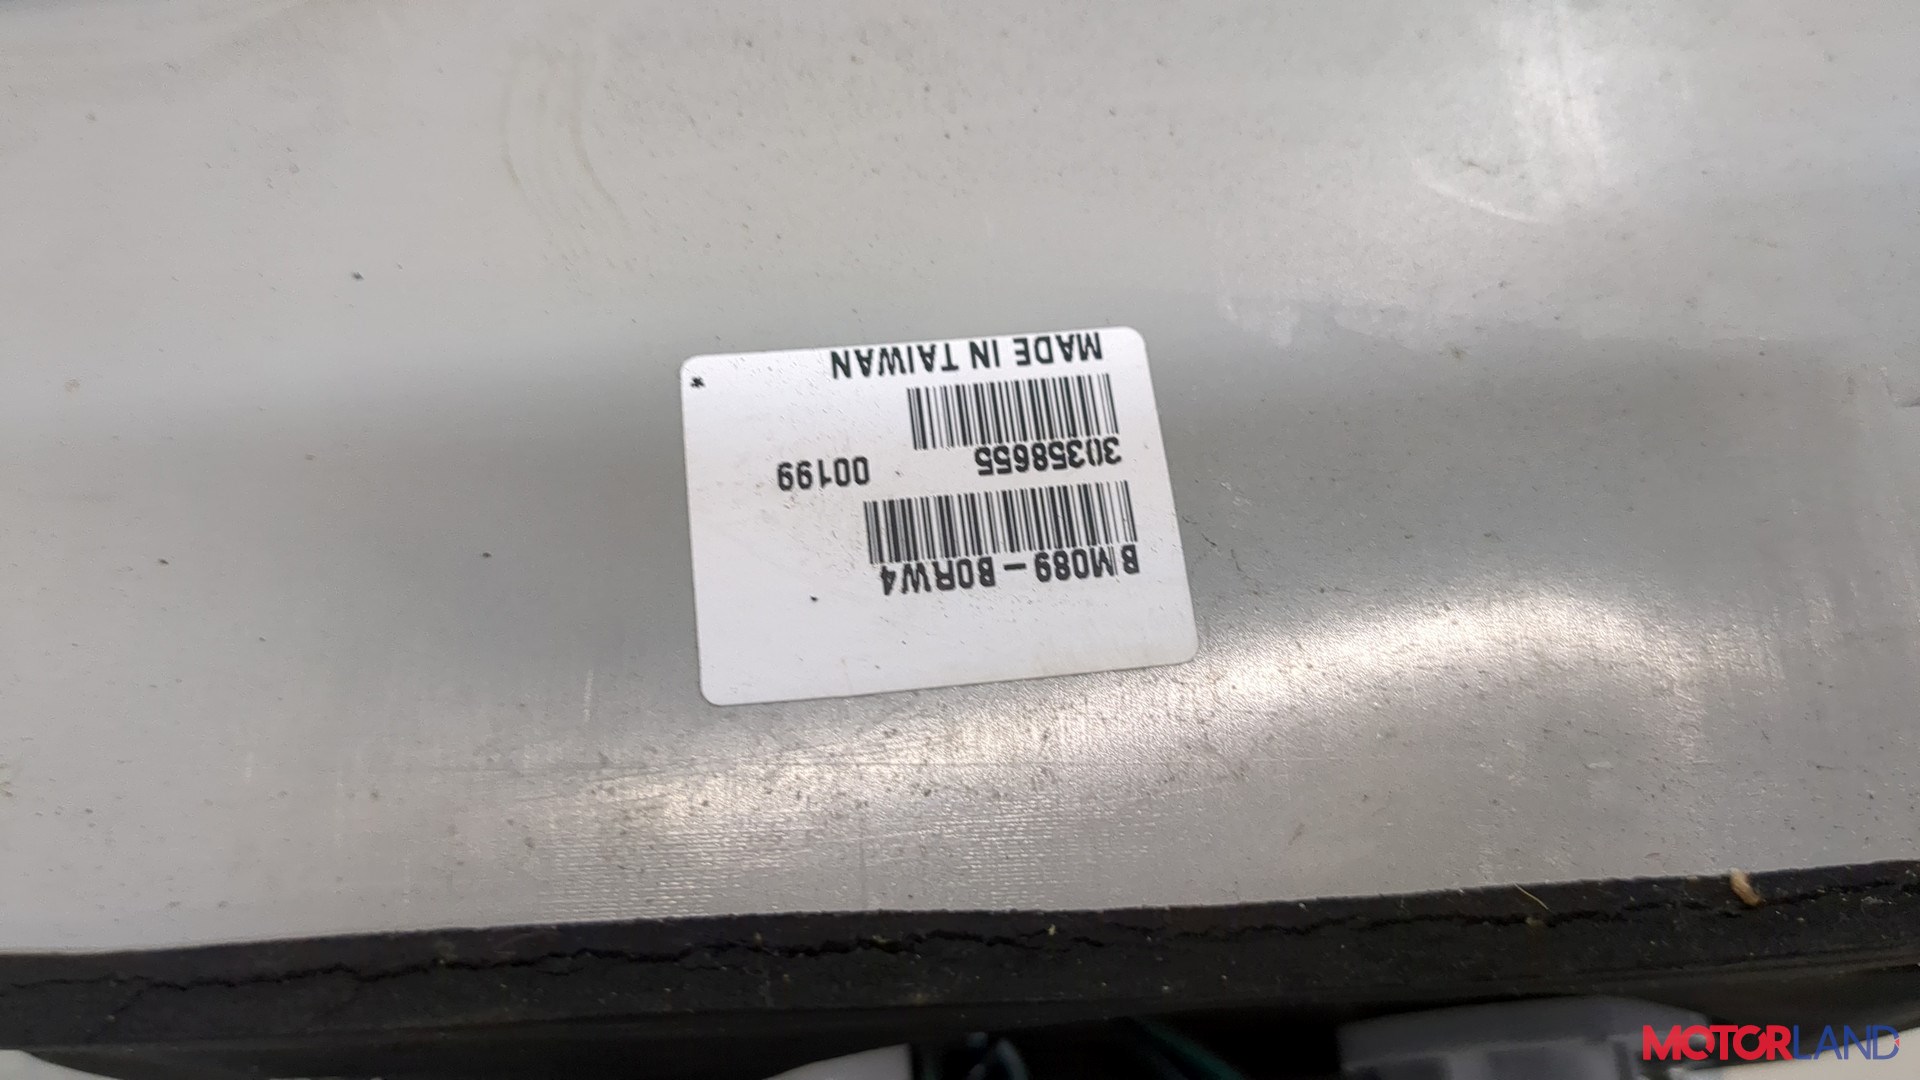 BM089-B0RW4
30358655 00199
MADE IN TAIWAN
MOTORLAND